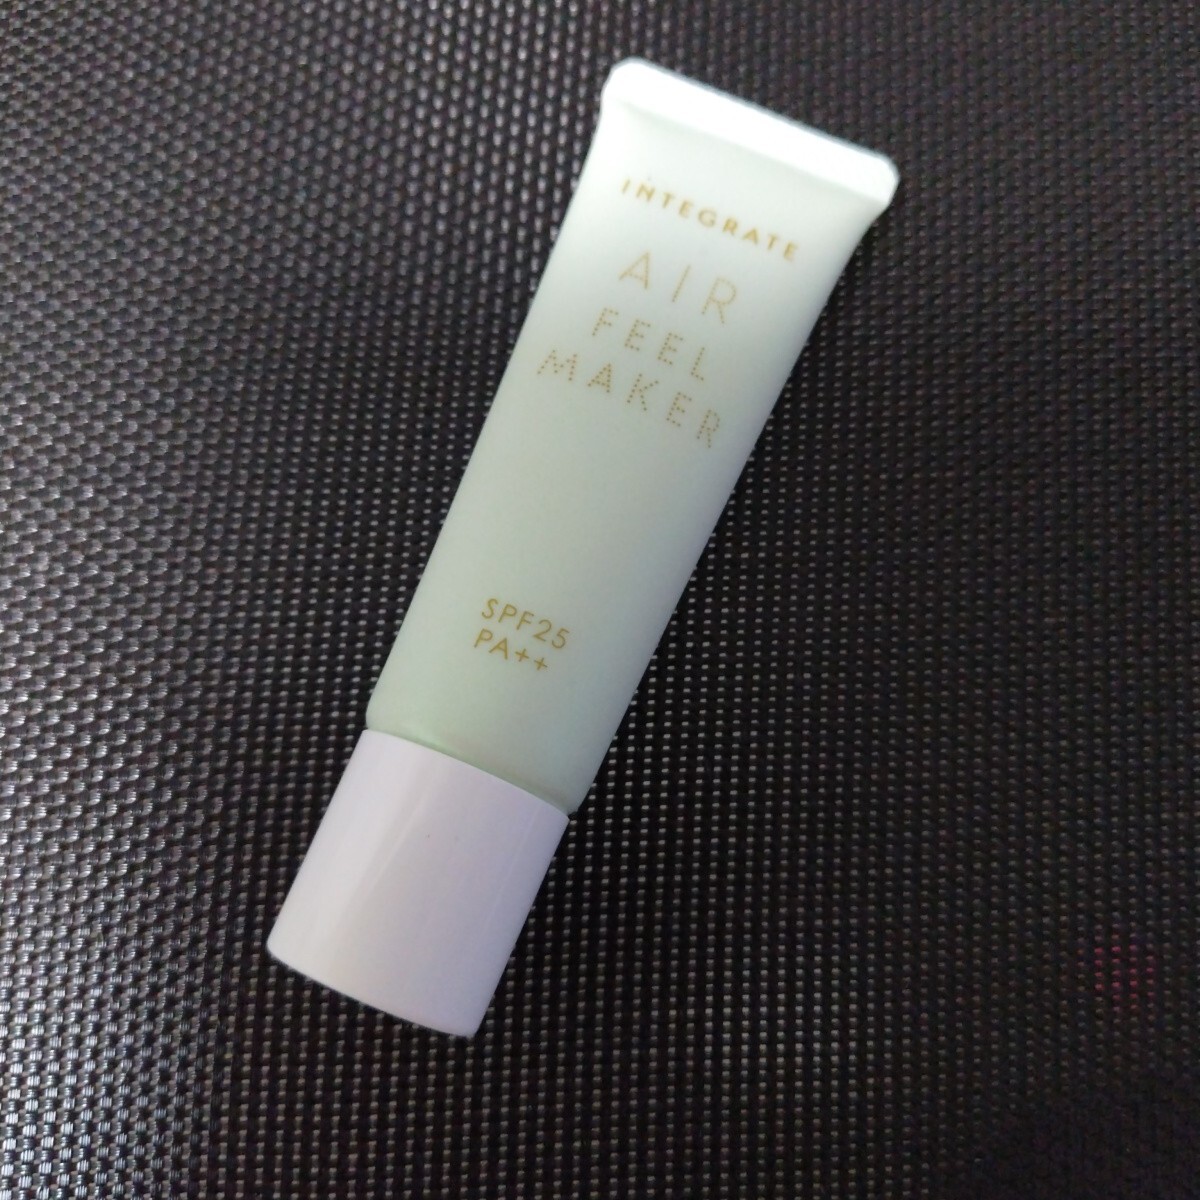 INTEGRATE
AIR
FEEL
MAKER
SPF25
PA++